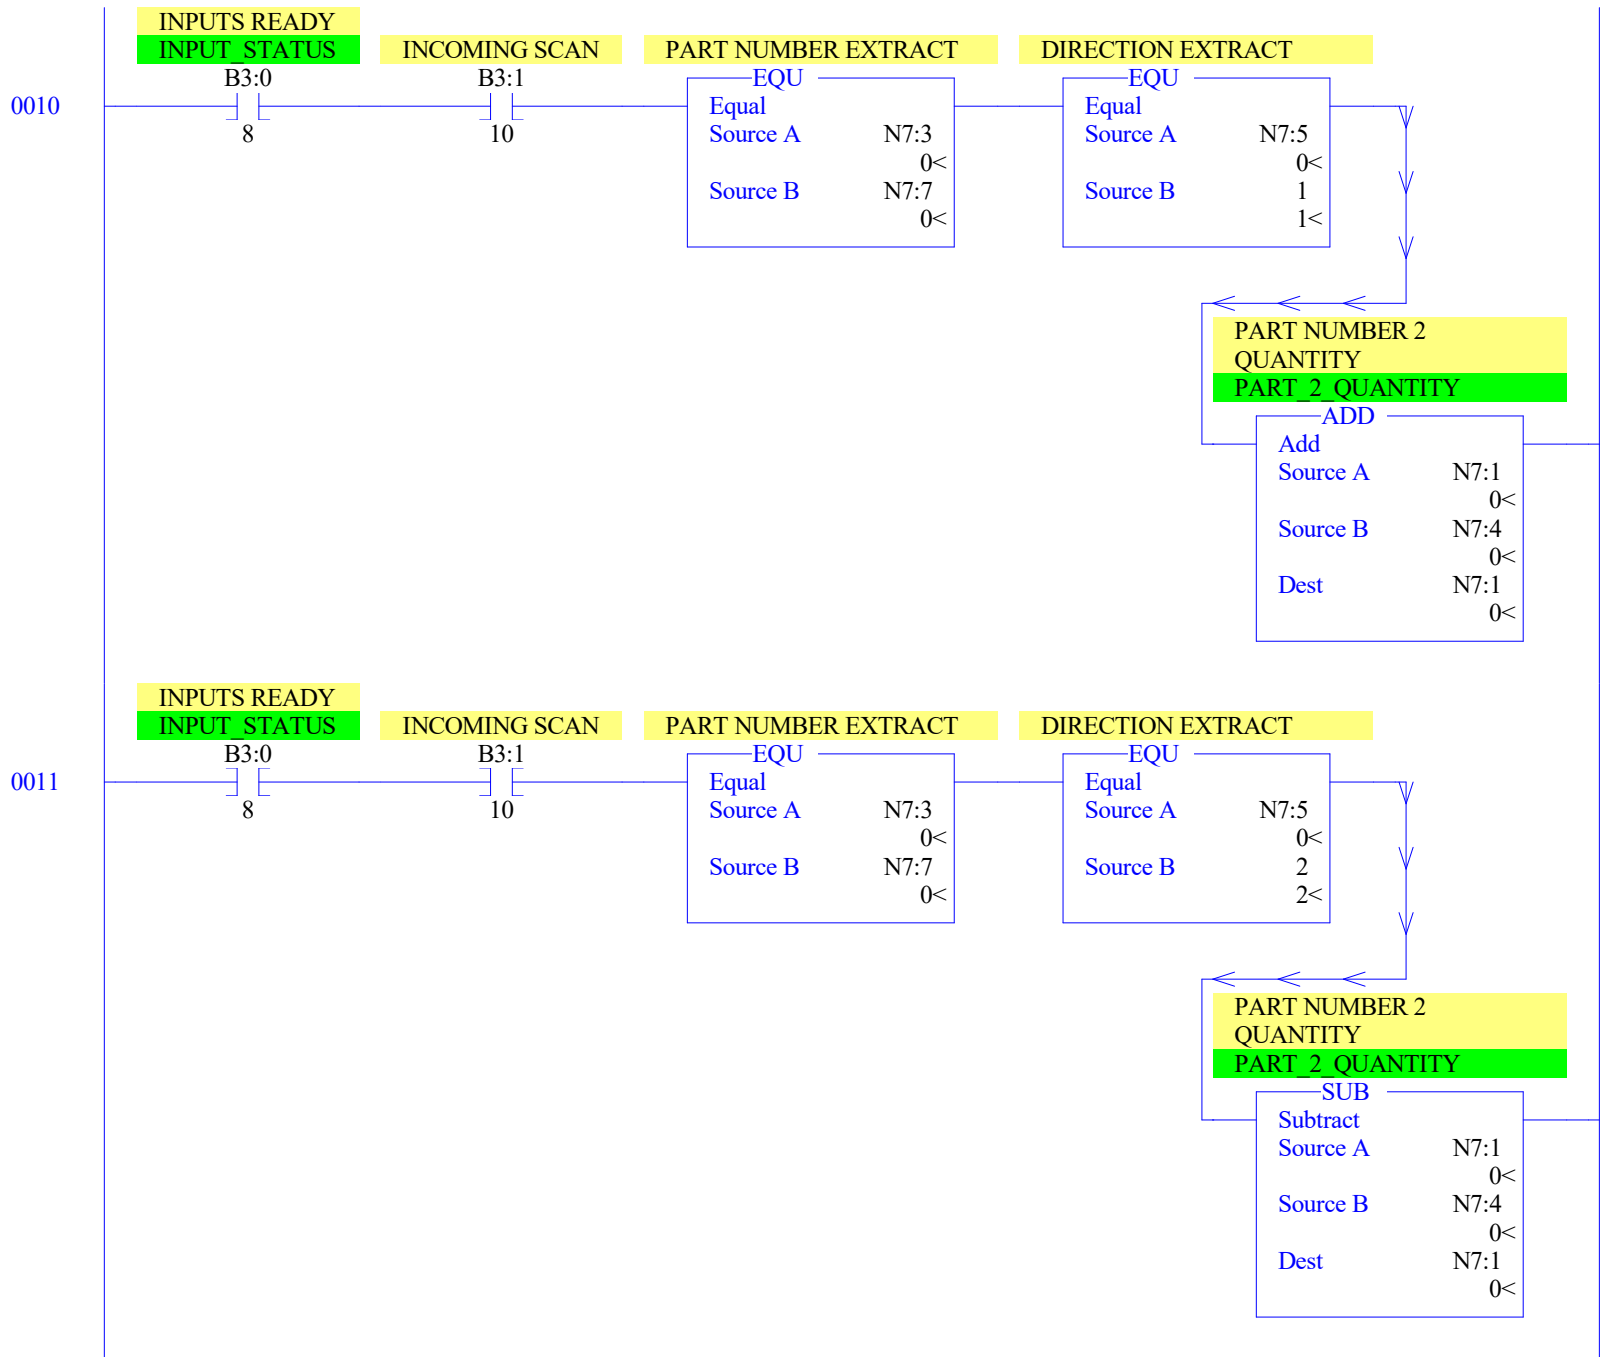 INPUTS READY
INPUT_STATUS INCOMING SCAN PART NUMBER EXTRACT DIRECTION EXTRACT
B3:0 B3:1 EQU EQU
0010 Equal Equal
8 10 Source A N7:3 Source A N7:5
0< 0<
Source B N7:7 Source B 1
0< 1<
PART NUMBER 2
QUANTITY
PART_2_QUANTITY
ADD
Add
Source A N7:1
0<
Source B N7:4
0<
Dest N7:1
0<
INPUTS READY
INPUT_STATUS INCOMING SCAN PART NUMBER EXTRACT DIRECTION EXTRACT
B3:0 B3:1 EQU EQU
0011 Equal Equal
8 10 Source A N7:3 Source A N7:5
0< 0<
Source B N7:7 Source B 2
0< 2<
PART NUMBER 2
QUANTITY
PART_2_QUANTITY
SUB
Subtract
Source A N7:1
0<
Source B N7:4
0<
Dest N7:1
0<